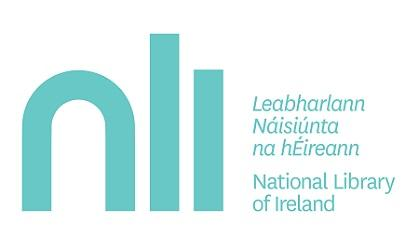 nli
Leabharlann
Náisiúnta
na hÉireann
National Library
of Ireland